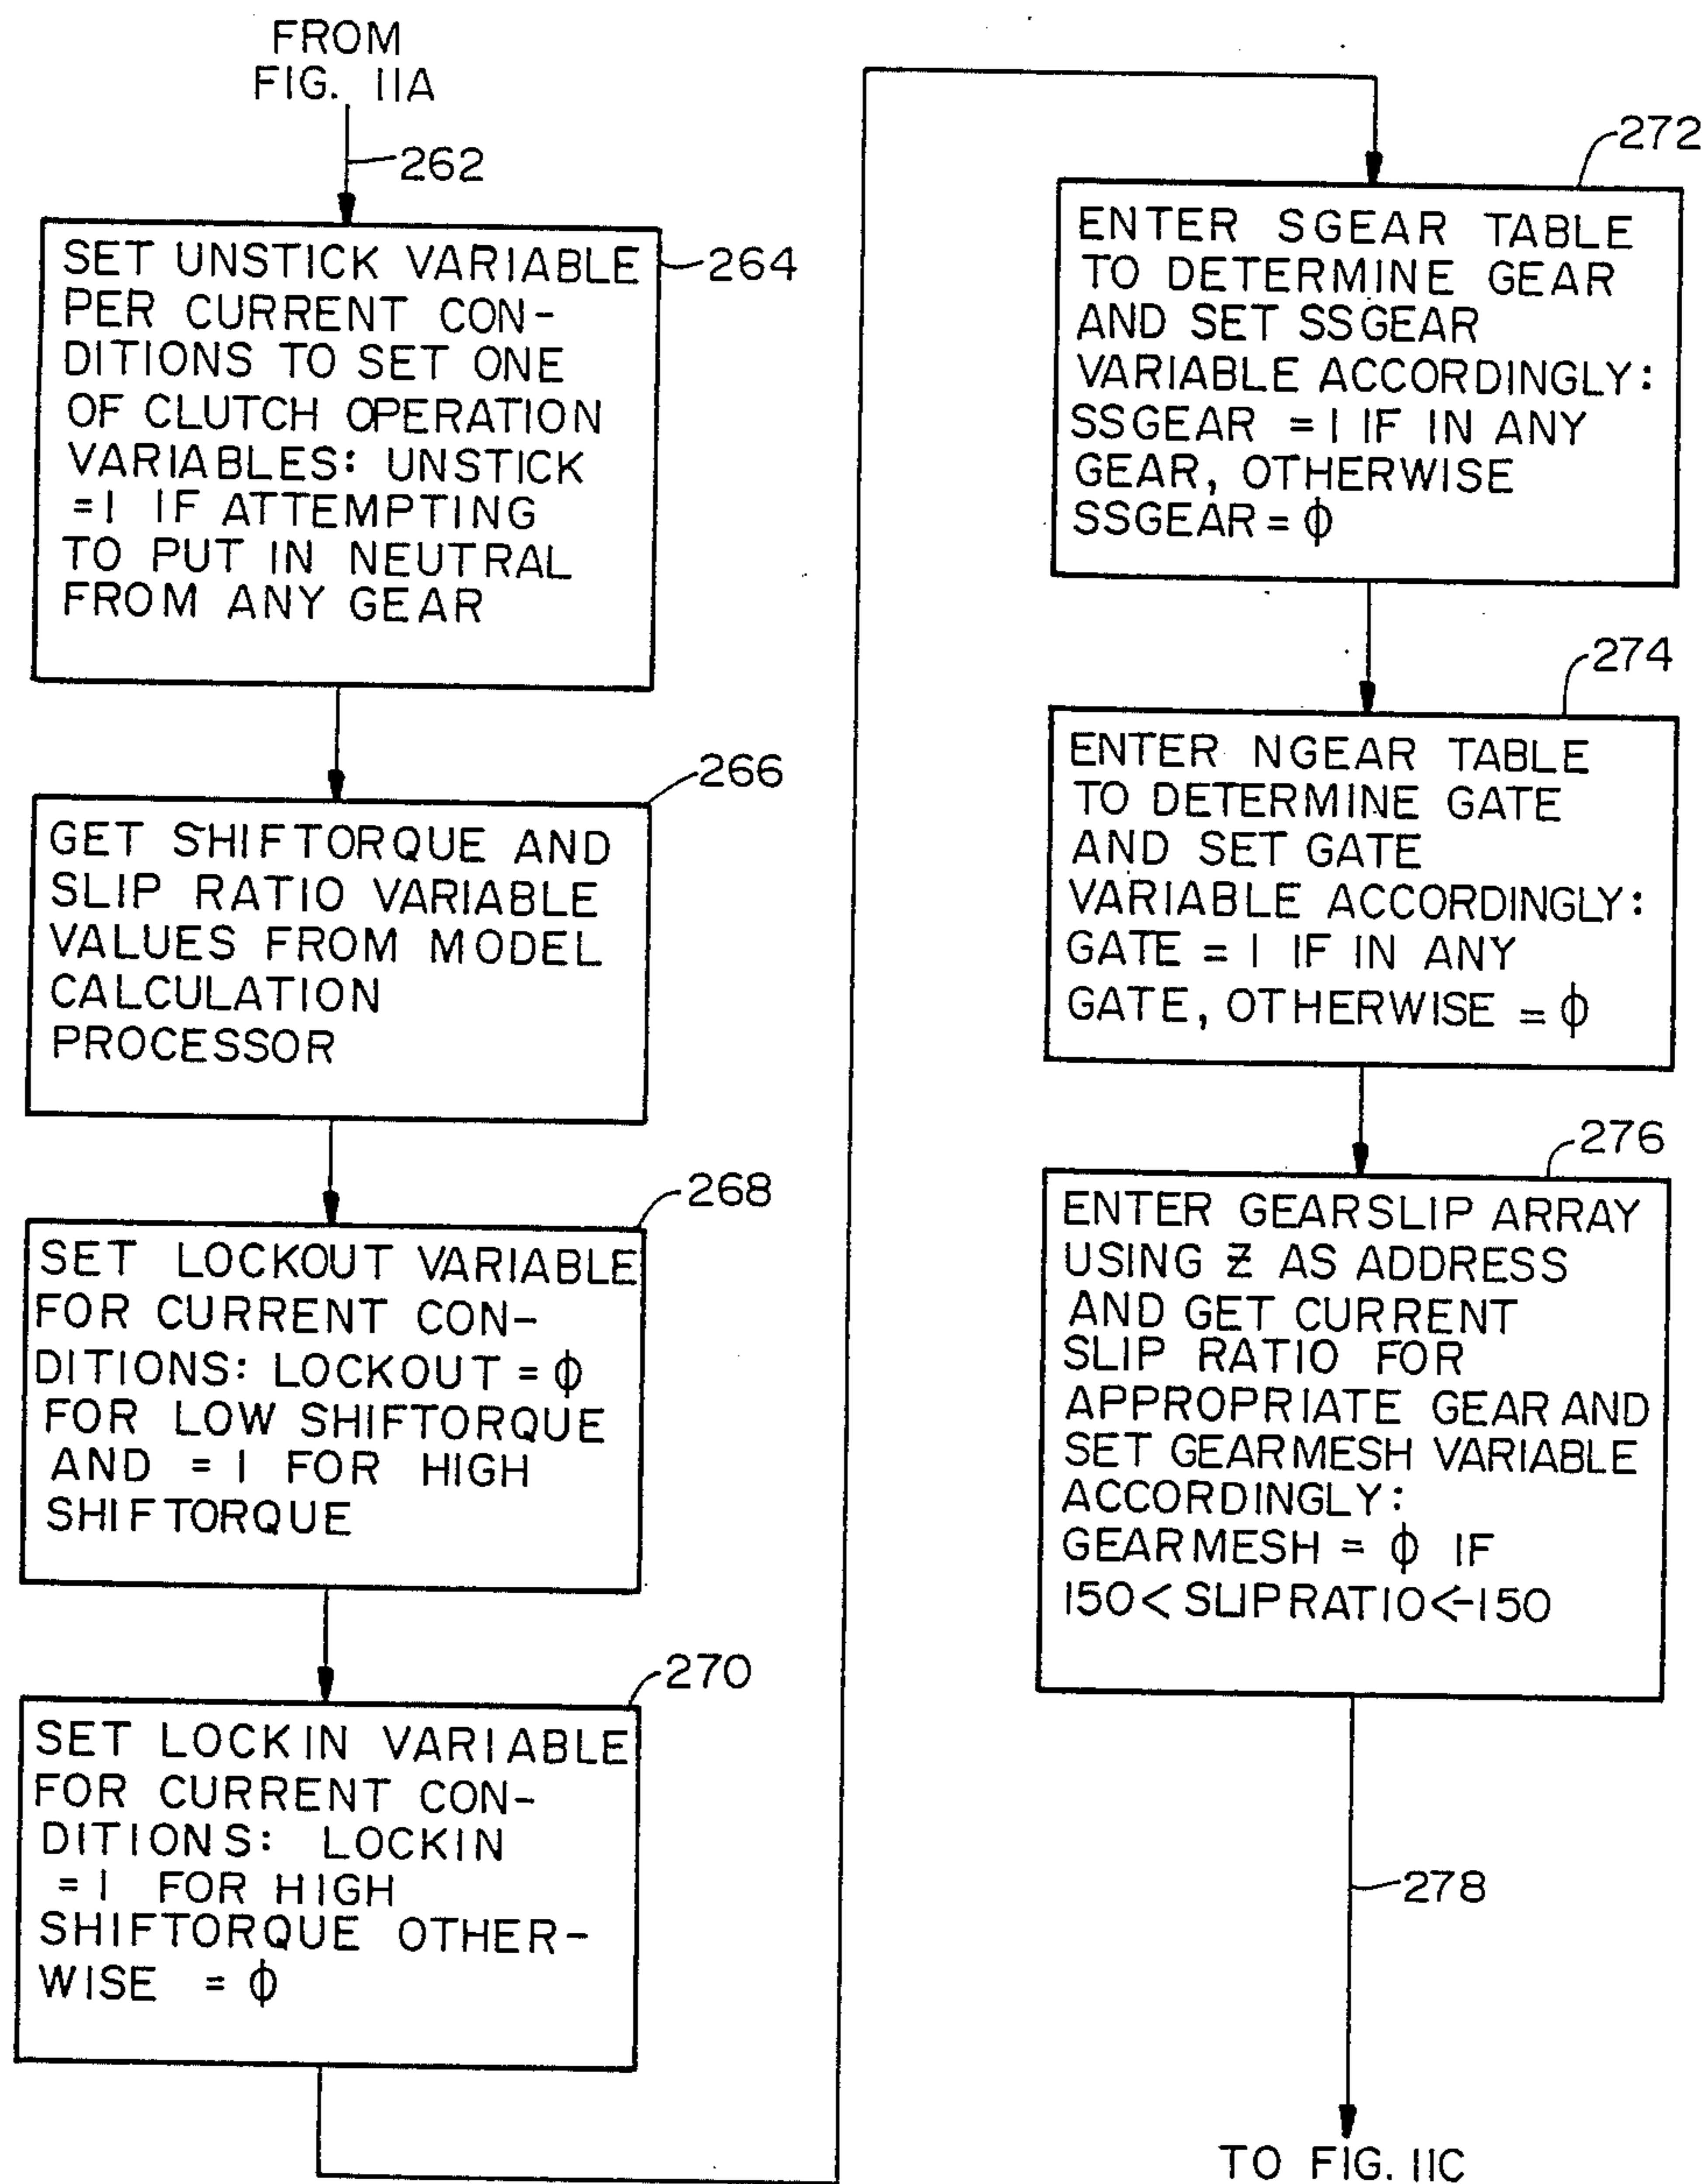 FROM
FIG. 11A
262
SET UNSTICK VARIABLE
PER CURRENT CON-
DITIONS TO SET ONE
OF CLUTCH OPERATION
VARIABLES: UNSTICK
=1 IF ATTEMPTING
TO PUT IN NEUTRAL
FROM ANY GEAR
264
GET SHIFTORQUE AND
SLIP RATIO VARIABLE
VALUES FROM MODEL
CALCULATION
PROCESSOR
266
SET LOCKOUT VARIABLE
FOR CURRENT CON-
DITIONS: LOCKOUT = ϕ
FOR LOW SHIFTORQUE
AND = 1 FOR HIGH
SHIFTORQUE
268
SET LOCKIN VARIABLE
FOR CURRENT CON-
DITIONS: LOCKIN
= 1 FOR HIGH
SHIFTORQUE OTHER-
WISE = ϕ
270
272
ENTER SGEAR TABLE
TO DETERMINE GEAR
AND SET SSGEAR
VARIABLE ACCORDINGLY:
SSGEAR = 1 IF IN ANY
GEAR, OTHERWISE
SSGEAR = ϕ
274
ENTER NGEAR TABLE
TO DETERMINE GATE
AND SET GATE
VARIABLE ACCORDINGLY:
GATE = 1 IF IN ANY
GATE, OTHERWISE = ϕ
276
ENTER GEARSLIP ARRAY
USING Z AS ADDRESS
AND GET CURRENT
SLIP RATIO FOR
APPROPRIATE GEAR AND
SET GEARMESH VARIABLE
ACCORDINGLY:
GEARMESH = ϕ IF
150 < SLIPRATIO <-150
278
TO FIG. 11C